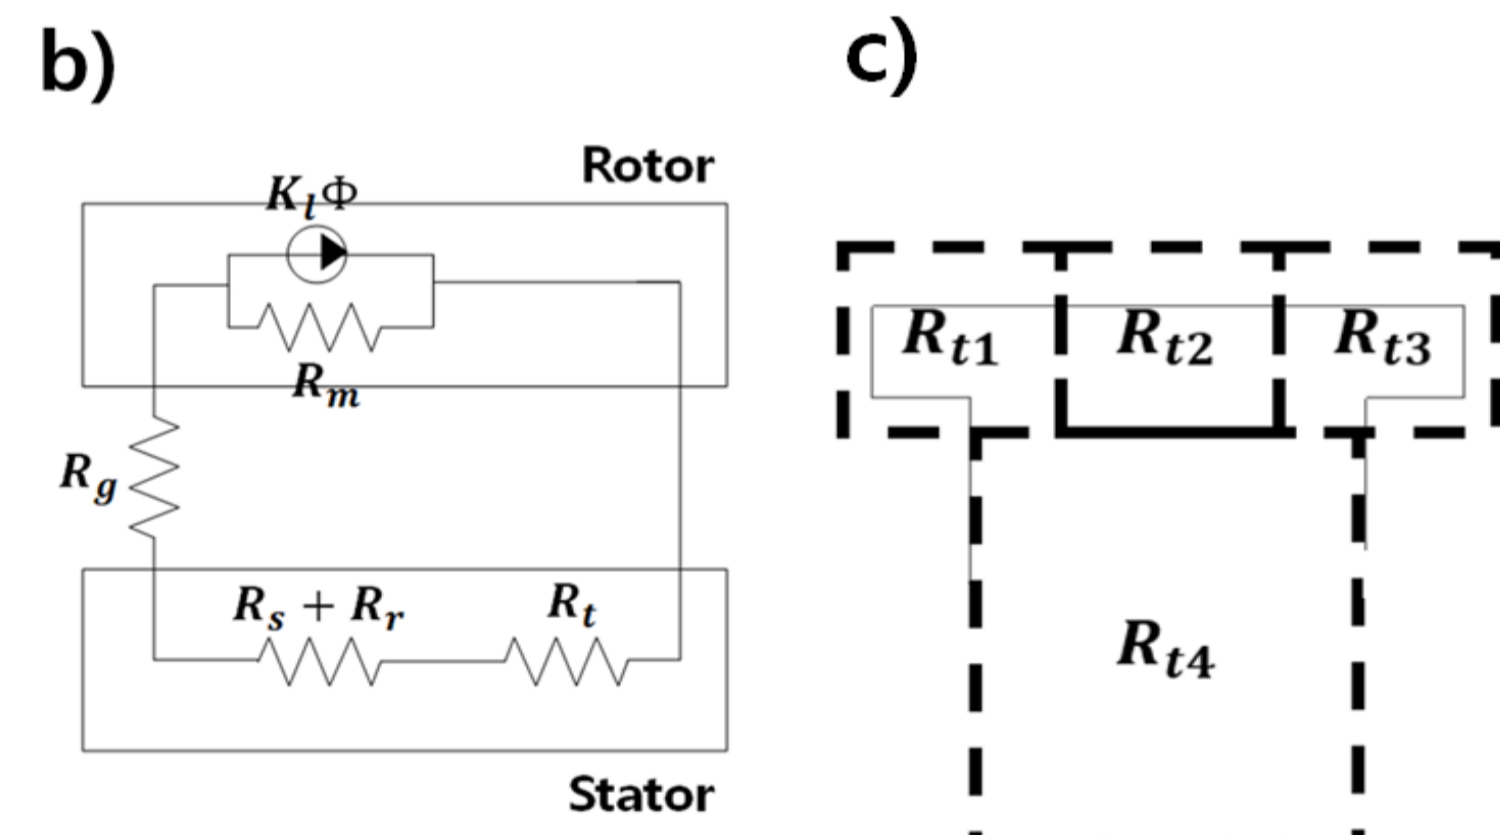 b)
Rotor
K_lΦ
R_m
R_g
R_s + R_r
R_t
Stator
c)
R_t1
R_t2
R_t3
R_t4